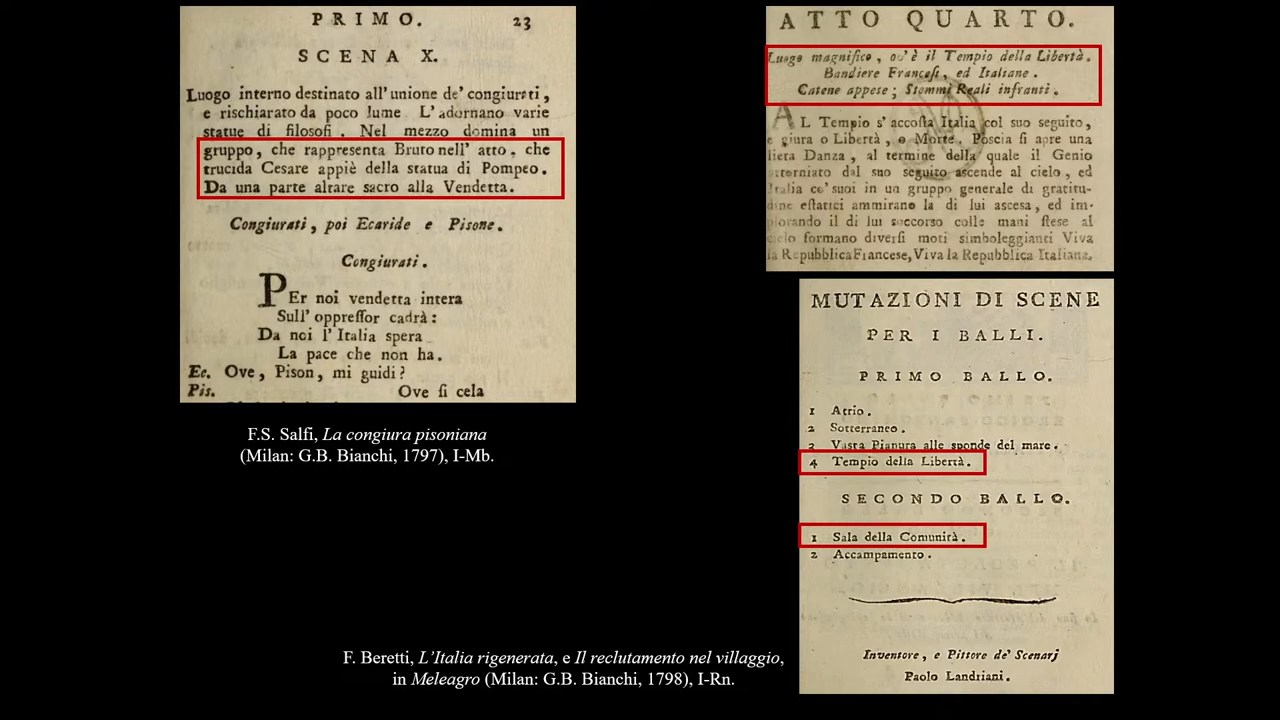 PRIMO. 23
SCENA X.
Luogo interno destinato all' unione de' congiurati,
e rischiarato da poco lume. L' adornano varie
statue di filosofi. Nel mezzo domina un
gruppo, che rappresenta Bruto nell' atto, che
trucida Cesare appiè della statua di Pompeo.
Da una parte altare sacro alla Vendetta.
Congiurati, poi Ecaride e Pisone.
Congiurati.
PEr noi vendetta intera
Sull' oppressor cadrà:
Da noi l' Italia spera
La pace che non ha.
Ec. Ove, Pison, mi guidi?
Pis. Ove si cela
F.S. Salfi, La congiura pisoniana
(Milan: G.B. Bianchi, 1797), I-Mb.
ATTO QUARTO.
Luogo magnifico, ov' è il Tempio della Libertà.
Bandiere Francesi, ed Italiane.
Catene appese; Stemmi Reali infranti.
AL Tempio s' accosta Italia col suo seguito,
e giura o Libertà, o Morte. Poscia si apre una
lieta Danza, al termine della quale il Genio
attorniato dal suo seguito ascende al cielo, ed
Italia co' suoi in un gruppo generale di gratitu-
dine estatici ammirano la di lui ascesa, ed im-
plorando il di lui soccorso colle mani stese al
cielo formano diversi moti simboleggianti Viva
la Repubblica Francese, Viva la Repubblica Italiana.
MUTAZIONI DI SCENE
PER I BALLI.
PRIMO BALLO.
1 Atrio.
2 Sotterraneo.
3 Vasta Pianura alle sponde del mare.
4 Tempio della Libertà.
SECONDO BALLO.
1 Sala della Comunità.
2 Accampamento.
Inventore, e Pittore de' Scenarj
Paolo Landriani.
F. Beretti, L'Italia rigenerata, e Il reclutamento nel villaggio,
in Meleagro (Milan: G.B. Bianchi, 1798), I-Rn.